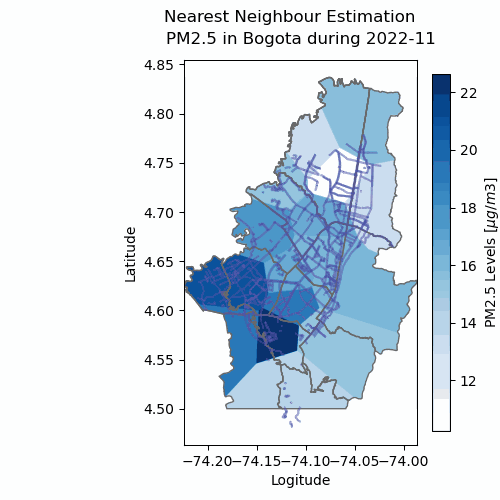 Nearest Neighbour Estimation
PM2.5 in Bogota during 2022-11
4.85
4.80
4.75
4.70
4.65
4.60
4.55
4.50
Latitude
−74.20 −74.15 −74.10 −74.05 −74.00
Logitude
22
20
18
16
14
12
PM2.5 Levels [μg/m3]